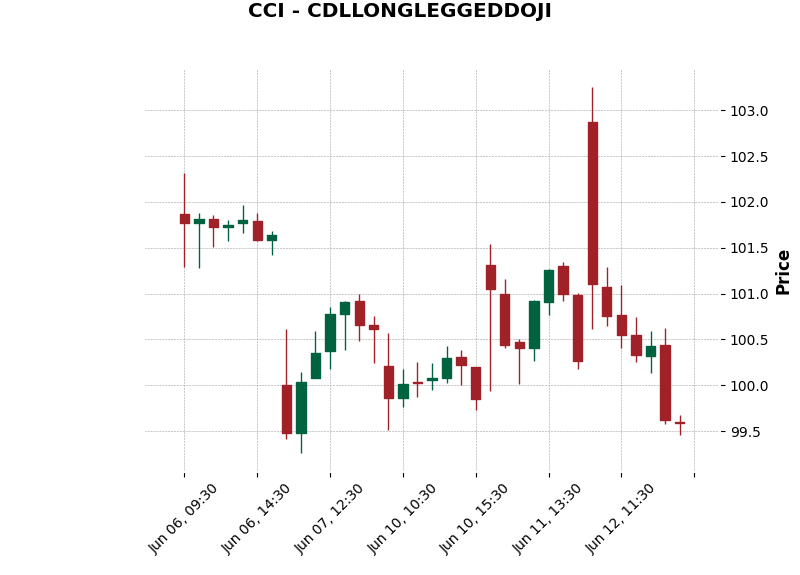 CCI - CDLLONGLEGGEDDOJI
103.0
102.5
102.0
101.5
101.0
100.5
100.0
99.5
Price
Jun 06, 09:30
Jun 06, 14:30
Jun 07, 12:30
Jun 10, 10:30
Jun 10, 15:30
Jun 11, 13:30
Jun 12, 11:30